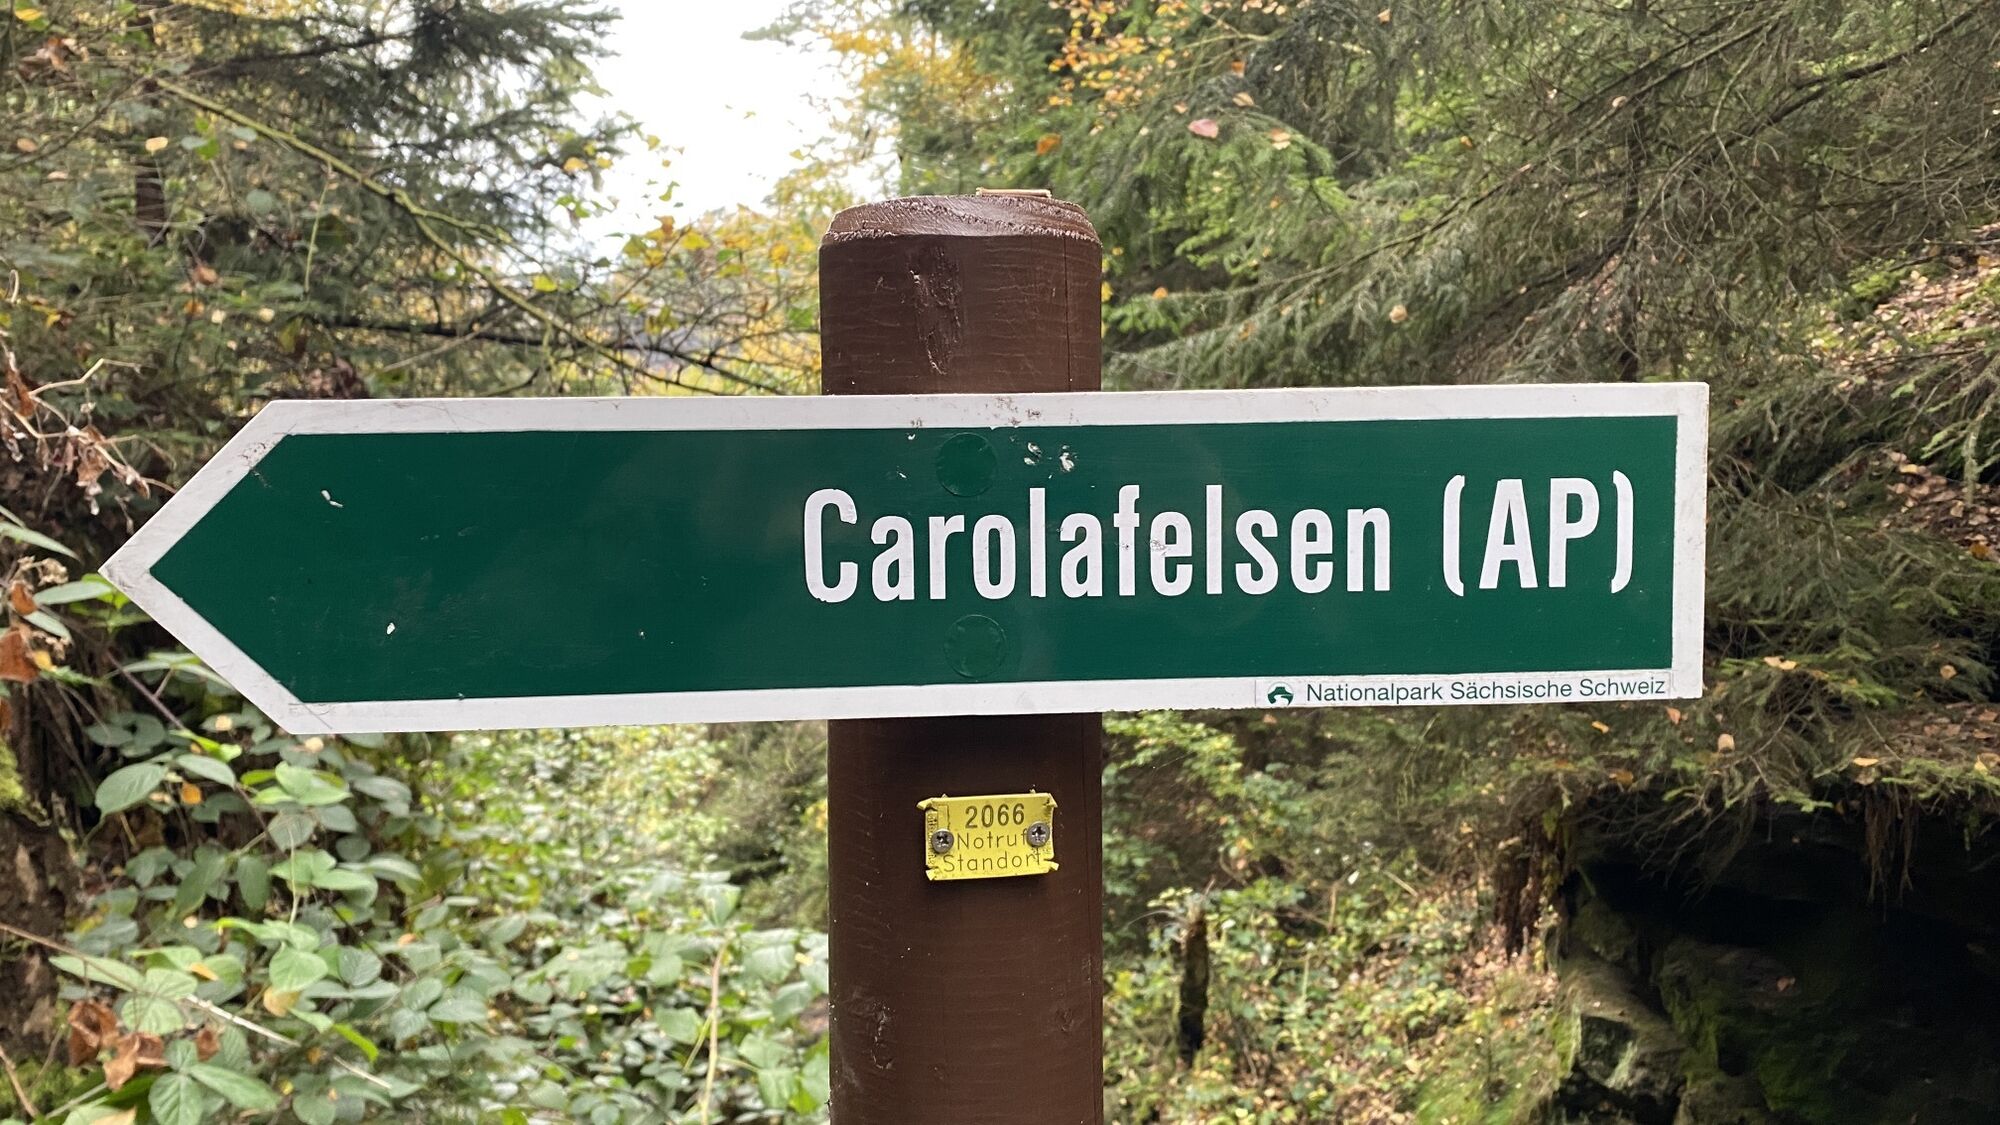 Carolafelsen (AP)
Nationalpark Sächsische Schweiz
2066
Notruf
Standort